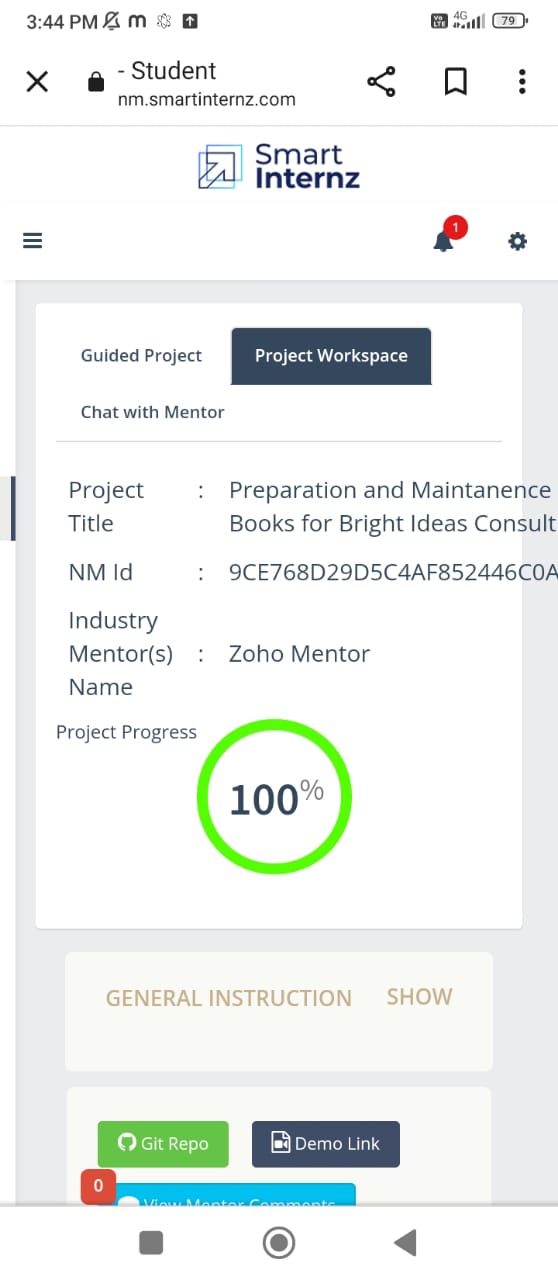 3:44 PM
Vo LTE 4G 79
- Student
nm.smartinternz.com
Smart
Internz
1
Guided Project Project Workspace
Chat with Mentor
Project Title : Preparation and Maintanence
Books for Bright Ideas Consult
NM Id : 9CE768D29D5C4AF852446C0A
Industry
Mentor(s) : Zoho Mentor
Name
Project Progress
100%
GENERAL INSTRUCTION SHOW
Git Repo Demo Link
0
View Mentor Comments